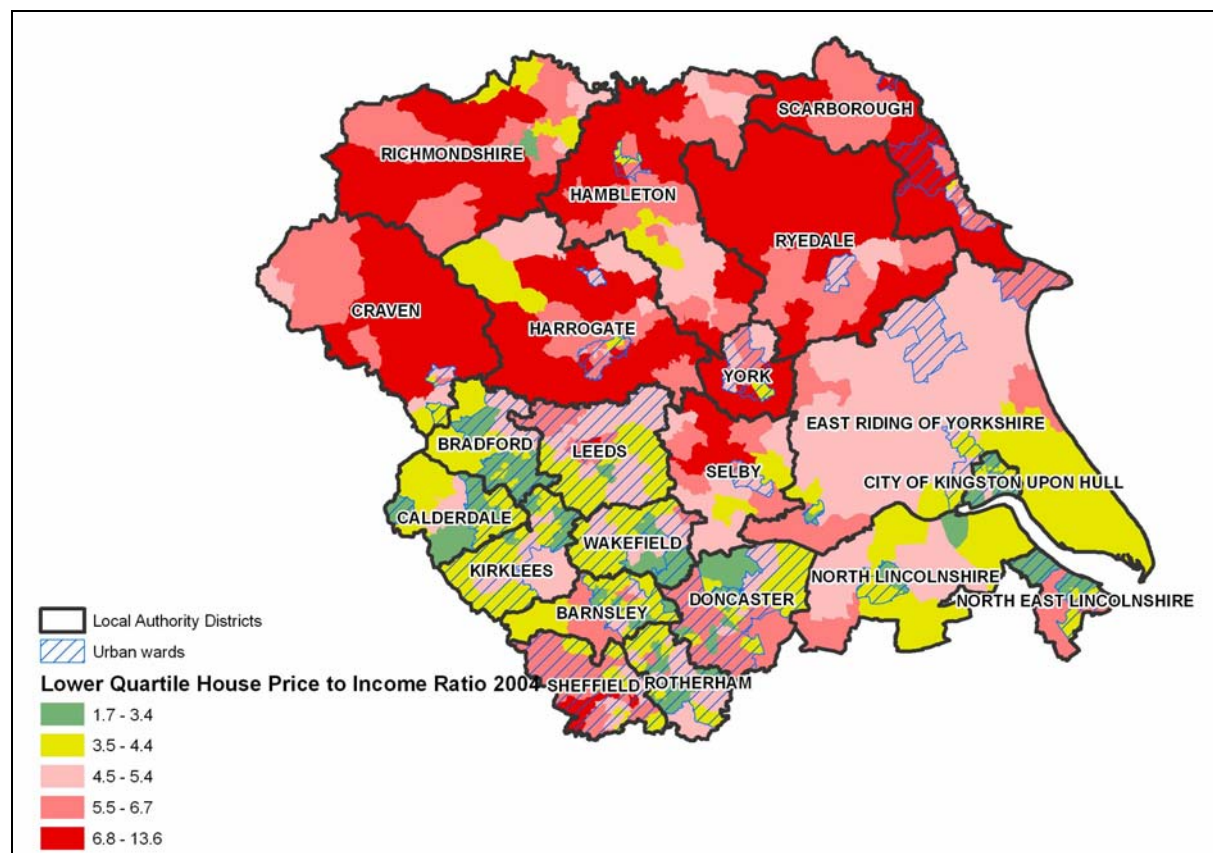 SCARBOROUGH
RICHMONDSHIRE
HAMBLETON
RYEDALE
CRAVEN
HARROGATE
YORK
EAST RIDING OF YORKSHIRE
BRADFORD
LEEDS
SELBY
CITY OF KINGSTON UPON HULL
CALDERDALE
WAKEFIELD
KIRKLEES
NORTH LINCOLNSHIRE
DONCASTER
NORTH EAST LINCOLNSHIRE
BARNSLEY
SHEFFIELD
ROTHERHAM
Local Authority Districts
Urban wards
Lower Quartile House Price to Income Ratio 2004
1.7 - 3.4
3.5 - 4.4
4.5 - 5.4
5.5 - 6.7
6.8 - 13.6